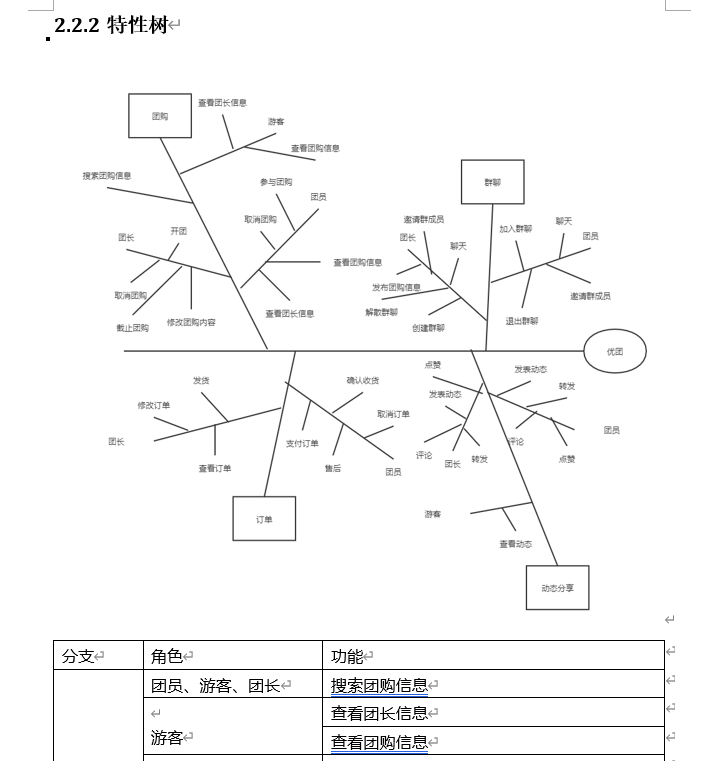 2.2.2 特性树
团购
查看团长信息
游客
查看团购信息
搜索团购信息
参与团购
团员
取消团购
查看团购信息
查看团长信息
开团
团长
取消团购
截止团购
修改团购内容
群聊
邀请群成员
团长
聊天
发布团购信息
解散群聊
创建群聊
加入群聊
聊天
团员
邀请群成员
退出群聊
优团
发货
修改订单
团长
查看订单
确认收货
取消订单
支付订单
售后
团员
订单
点赞
发表动态
评论
团长
转发
发表动态
转发
团员
评论
点赞
游客
查看动态
动态分享
分支 角色 功能
团员、游客、团长 搜索团购信息
查看团长信息
游客
查看团购信息